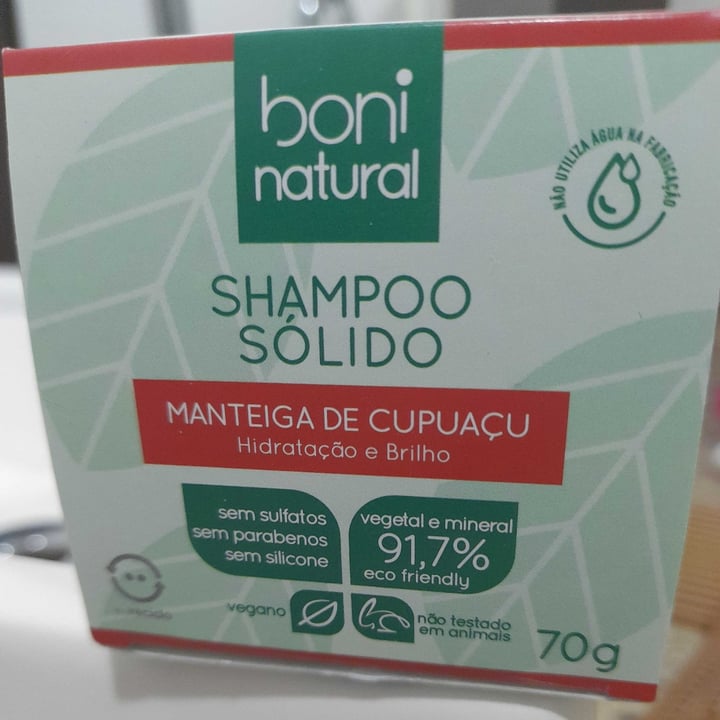 boni
natural
NÃO UTILIZA ÁGUA NA FABRICAÇÃO
SHAMPOO
SÓLIDO
MANTEIGA DE CUPUAÇU
Hidratação e Brilho
sem sulfatos
sem parabenos
sem silicone
vegetal e mineral
91,7%
eco friendly
vegano
não testado
em animais
70g